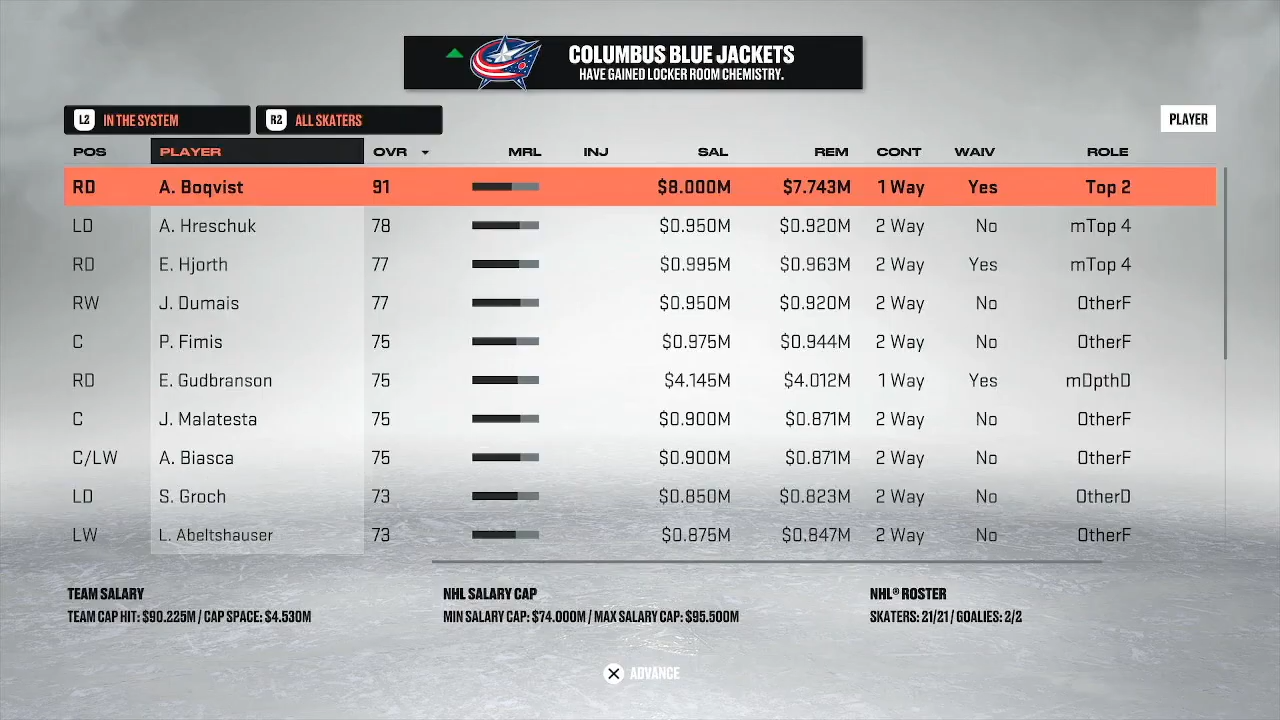 COLUMBUS BLUE JACKETS
HAVE GAINED LOCKER ROOM CHEMISTRY.
L2 IN THE SYSTEM R2 ALL SKATERS PLAYER
POS PLAYER OVR MRL INJ SAL REM CONT WAIV ROLE
RD A. Boqvist 91 $8.000M $7.743M 1 Way Yes Top 2
LD A. Hreschuk 78 $0.950M $0.920M 2 Way No mTop 4
RD E. Hjorth 77 $0.995M $0.963M 2 Way Yes mTop 4
RW J. Dumais 77 $0.950M $0.920M 2 Way No OtherF
C P. Fimis 75 $0.975M $0.944M 2 Way No OtherF
RD E. Gudbranson 75 $4.145M $4.012M 1 Way Yes mDpthD
C J. Malatesta 75 $0.900M $0.871M 2 Way No OtherF
C/LW A. Biasca 75 $0.900M $0.871M 2 Way No OtherF
LD S. Groch 73 $0.850M $0.823M 2 Way No OtherD
LW L. Abeltshauser 73 $0.875M $0.847M 2 Way No OtherF
TEAM SALARY NHL SALARY CAP NHL® ROSTER
TEAM CAP HIT: $90.225M / CAP SPACE: $4.530M MIN SALARY CAP: $74.000M / MAX SALARY CAP: $95.500M SKATERS: 21/21 / GOALIES: 2/2
ADVANCE